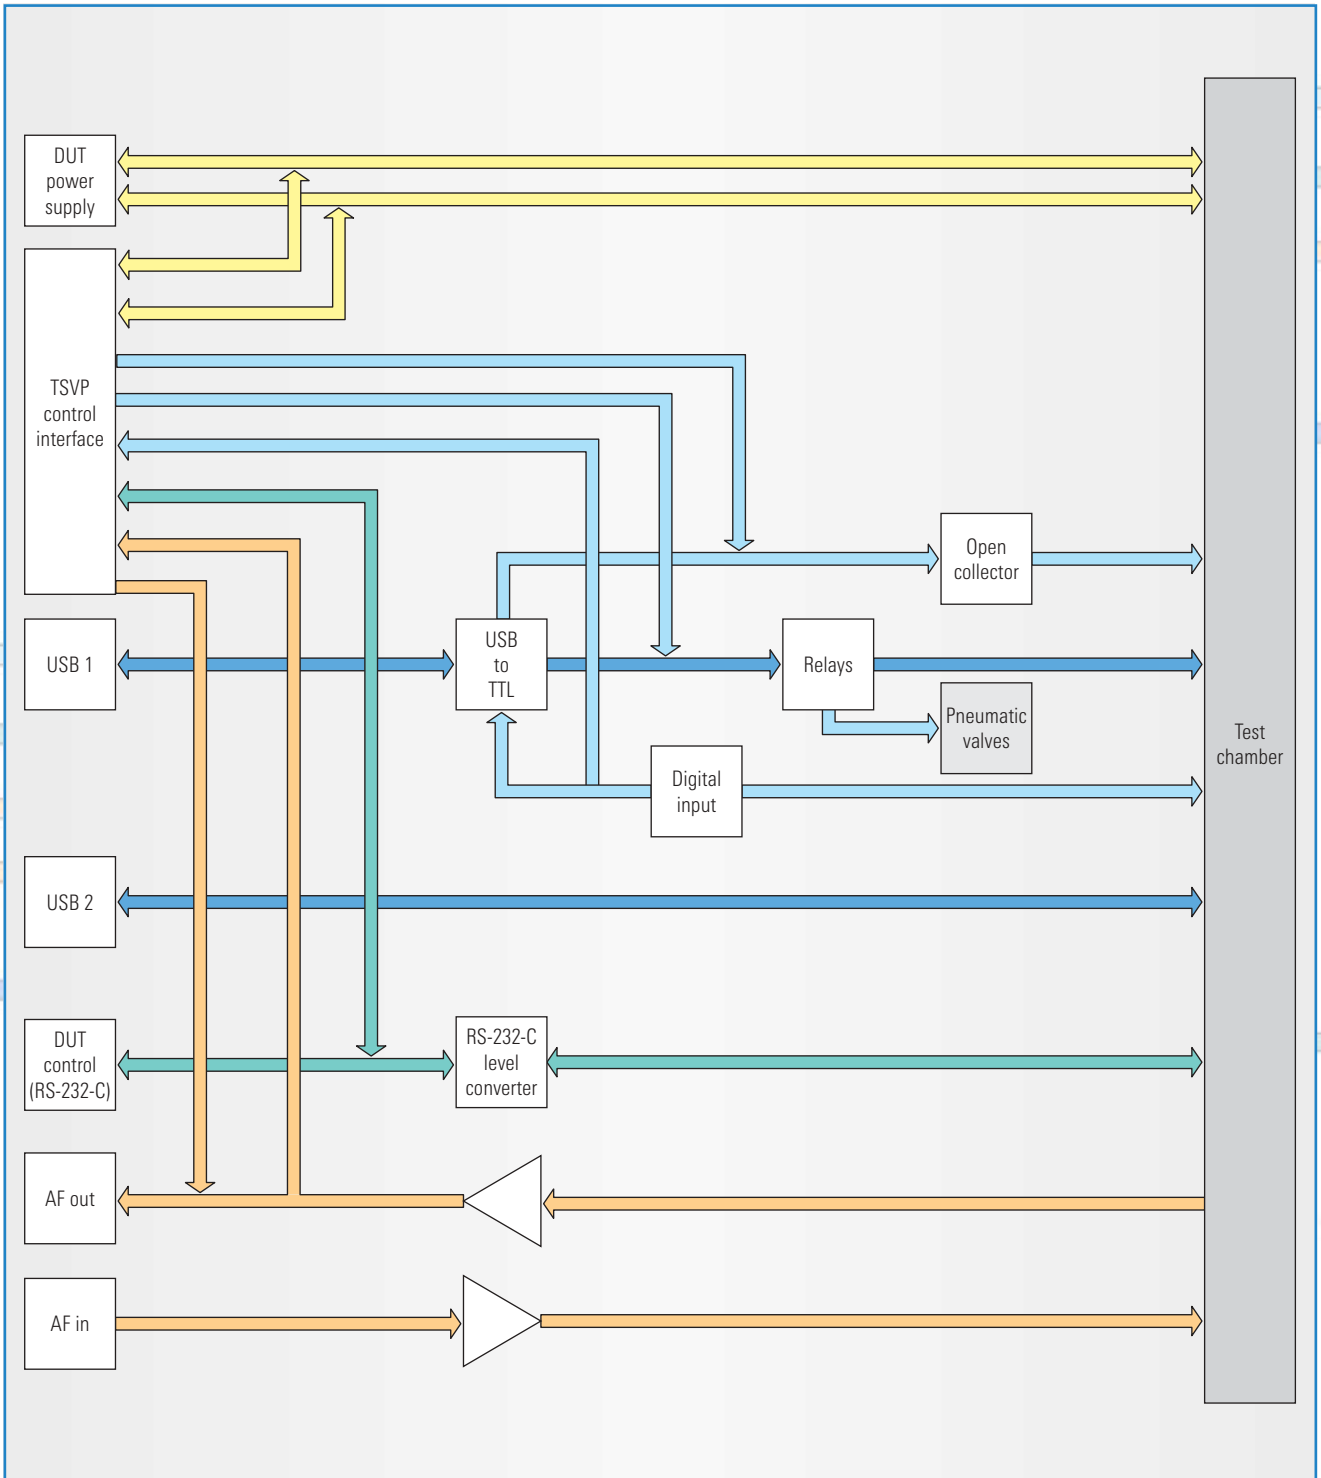 DUT
power
supply
TSVP
control
interface
Open
collector
USB 1
USB
to
TTL
Relays
Pneumatic
valves
Test
chamber
Digital
input
USB 2
DUT
control
(RS-232-C)
RS-232-C
level
converter
AF out
AF in